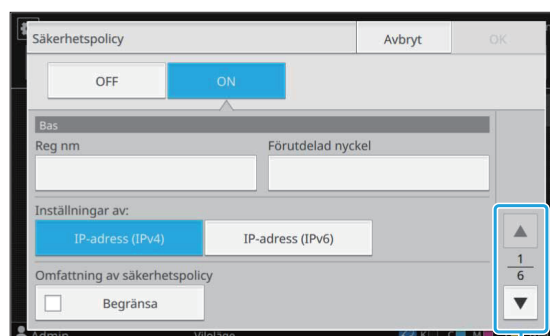 Säkerhetspolicy Avbryt OK
OFF ON
Bas
Reg nm Förutdelad nyckel
Inställningar av:
IP-adress (IPv4) IP-adress (IPv6)
1
6
Omfattning av säkerhetspolicy
Begränsa
Admin Viloläge K C M